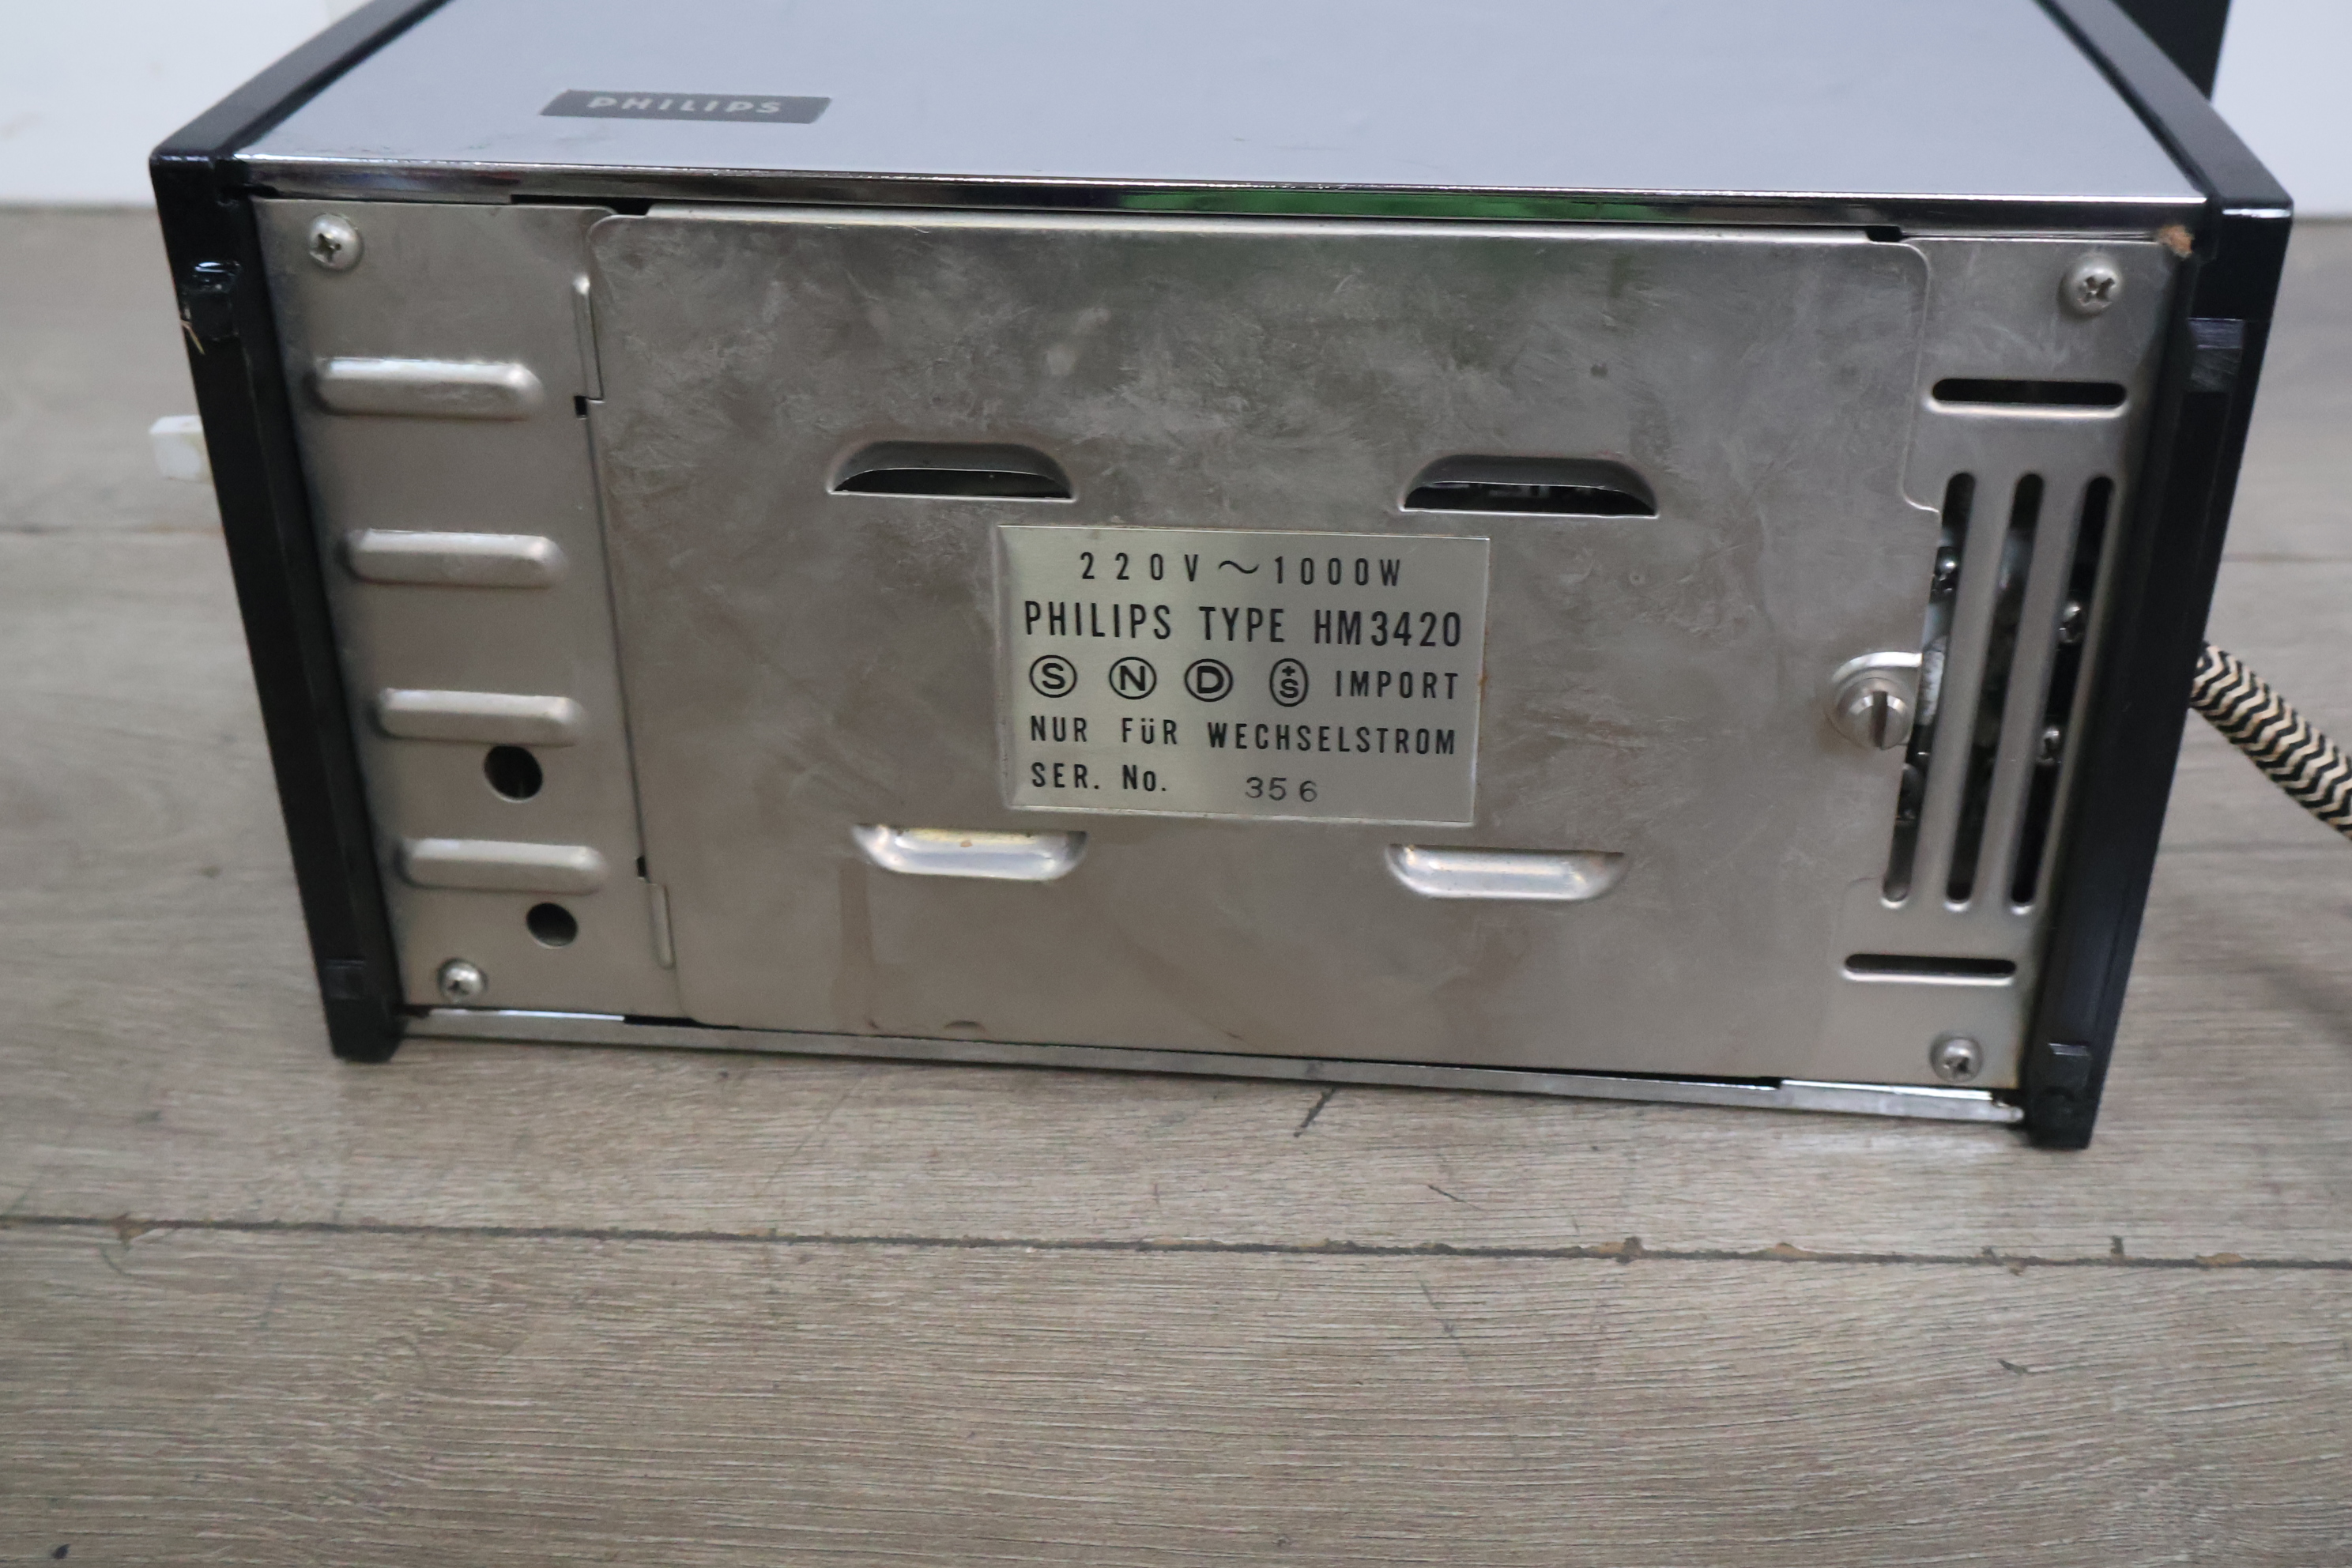 PHILIPS
220V~1000W
PHILIPS TYPE HM3420
S N D +S IMPORT
NUR FüR WECHSELSTROM
SER. No. 356